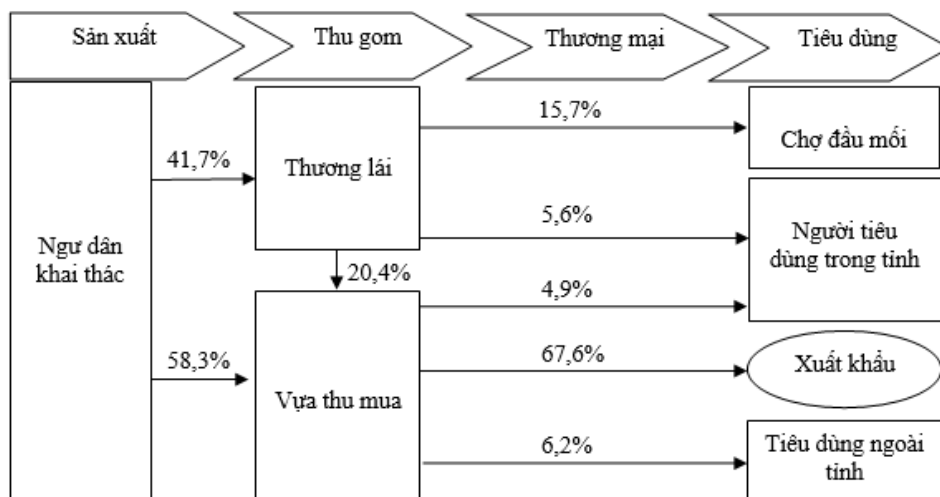 Sản xuất
Thu gom
Thương mại
Tiêu dùng
15,7%
Chợ đầu mối
41,7%
Thương lái
5,6%
Người tiêu
dùng trong tỉnh
Ngư dân
khai thác
20,4%
4,9%
58,3%
67,6%
Xuất khẩu
Vựa thu mua
6,2%
Tiêu dùng ngoài
tỉnh